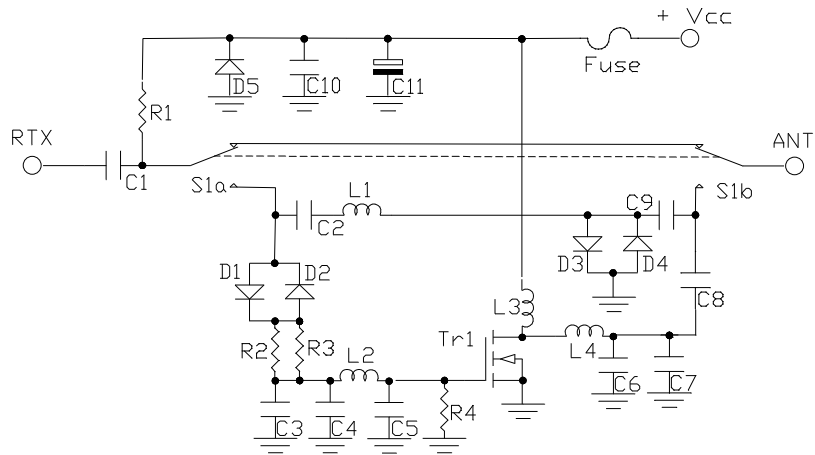 + Vcc
Fuse
D5
C10
C11
R1
RTX
ANT
C1
S1a
S1b
L1
C2
C9
D3
D4
D1
D2
C8
L3
Tr1
R2
R3
L2
L4
C6
C7
C3
C4
C5
R4